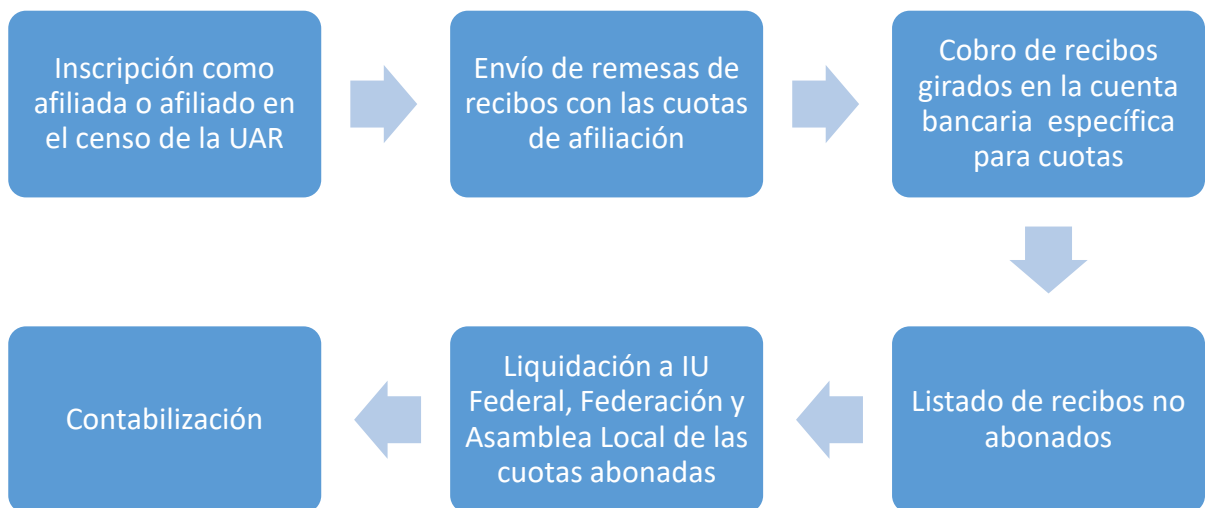 Inscripción como
afiliada o afiliado en
el censo de la UAR
Envío de remesas de
recibos con las cuotas
de afiliación
Cobro de recibos
girados en la cuenta
bancaria específica
para cuotas
Listado de recibos no
abonados
Liquidación a IU
Federal, Federación y
Asamblea Local de las
cuotas abonadas
Contabilización